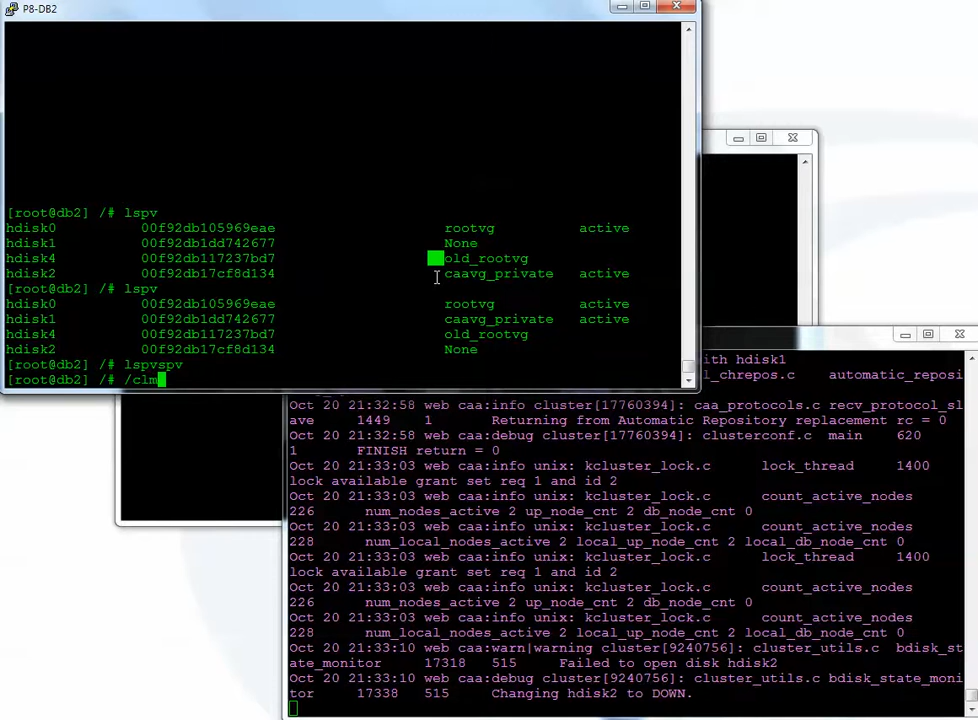 P8-DB2
[root@db2] /# lspv
hdisk0 00f92db105969eae rootvg active
hdisk1 00f92db1dd742677 None
hdisk4 00f92db117237bd7 old_rootvg
hdisk2 00f92db17cf8d134 caavg_private active
[root@db2] /# lspv
hdisk0 00f92db105969eae rootvg active
hdisk1 00f92db1dd742677 caavg_private active
hdisk4 00f92db117237bd7 old_rootvg
hdisk2 00f92db17cf8d134 None
[root@db2] /# lspvspv
[root@db2] /# /clm
ith hdisk1
l_chrepos.c automatic_reposi
Oct 20 21:32:58 web caa:info cluster[17760394]: caa_protocols.c recv_protocol_sl
ave 1449 1 Returning from Automatic Repository replacement rc = 0
Oct 20 21:32:58 web caa:debug cluster[17760394]: clusterconf.c main 620
1 FINISH return = 0
Oct 20 21:33:03 web caa:info unix: kcluster_lock.c lock_thread 1400
lock available grant set req 1 and id 2
Oct 20 21:33:03 web caa:info unix: kcluster_lock.c count_active_nodes
226 num_nodes_active 2 up_node_cnt 2 db_node_cnt 0
Oct 20 21:33:03 web caa:info unix: kcluster_lock.c count_active_nodes
228 num_local_nodes_active 2 local_up_node_cnt 2 local_db_node_cnt 0
Oct 20 21:33:03 web caa:info unix: kcluster_lock.c lock_thread 1400
lock available grant set req 1 and id 2
Oct 20 21:33:03 web caa:info unix: kcluster_lock.c count_active_nodes
226 num_nodes_active 2 up_node_cnt 2 db_node_cnt 0
Oct 20 21:33:03 web caa:info unix: kcluster_lock.c count_active_nodes
228 num_local_nodes_active 2 local_up_node_cnt 2 local_db_node_cnt 0
Oct 20 21:33:10 web caa:warn|warning cluster[9240756]: cluster_utils.c bdisk_st
ate_monitor 17318 515 Failed to open disk hdisk2
Oct 20 21:33:10 web caa:debug cluster[9240756]: cluster_utils.c bdisk_state_moni
tor 17338 515 Changing hdisk2 to DOWN.